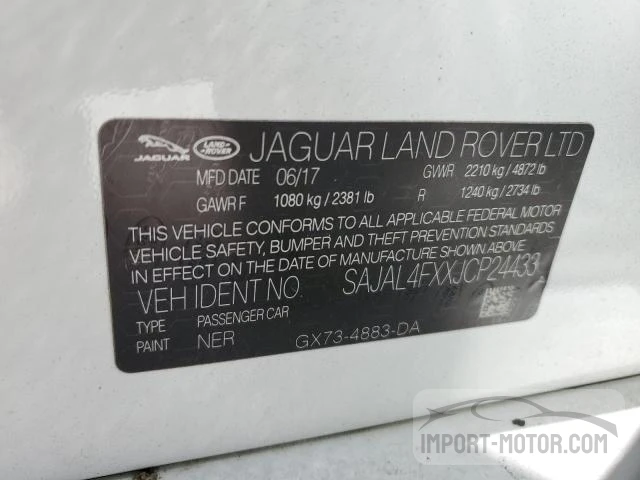 JAGUAR
LAND ROVER
JAGUAR LAND ROVER LTD
MFD DATE 06/17 GVWR 2210 kg / 4872 lb
GAWR F 1080 kg / 2381 lb R 1240 kg / 2734 lb
THIS VEHICLE CONFORMS TO ALL APPLICABLE FEDERAL MOTOR
VEHICLE SAFETY, BUMPER AND THEFT PREVENTION STANDARDS
IN EFFECT ON THE DATE OF MANUFACTURE SHOWN ABOVE
VEH IDENT NO SAJAL4FXXJCP24433
TYPE PASSENGER CAR
PAINT NER GX73-4883-DA
IMPORT-MOTOR.COM